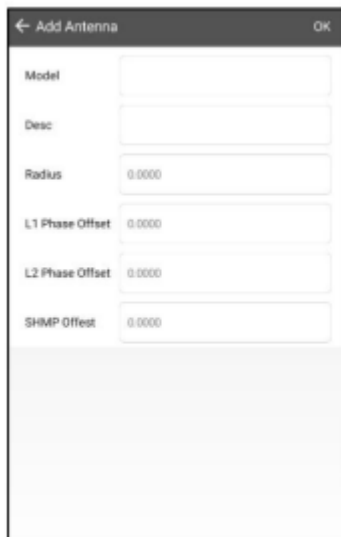 ← Add Antenna OK
Model
Desc
Radius 0.0000
L1 Phase Offset 0.0000
L2 Phase Offset 0.0000
SHMP Offest 0.0000